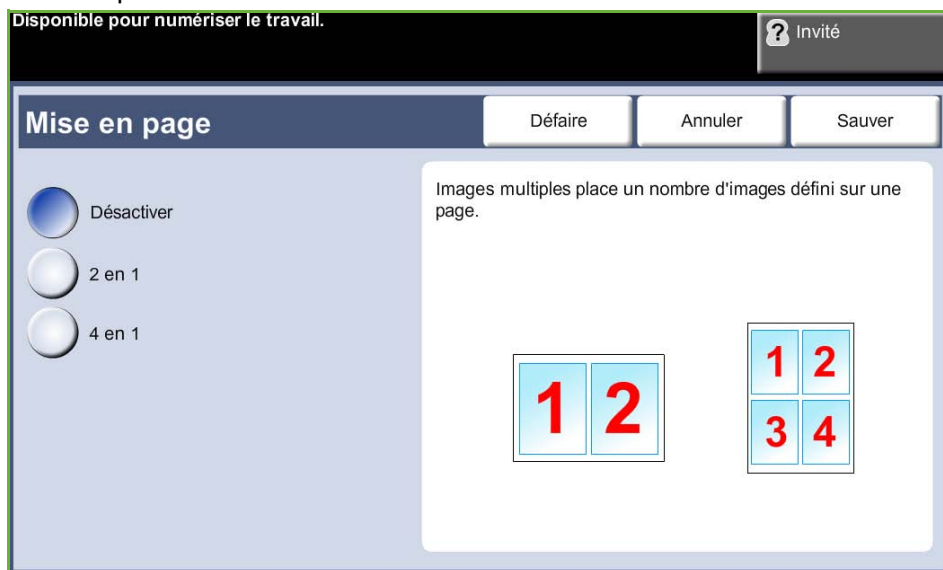 Disponible pour numériser le travail.
Invité
Mise en page
Défaire
Annuler
Sauver
Désactiver
2 en 1
4 en 1
Images multiples place un nombre d'images défini sur une
page.
1 2
1 2
3 4